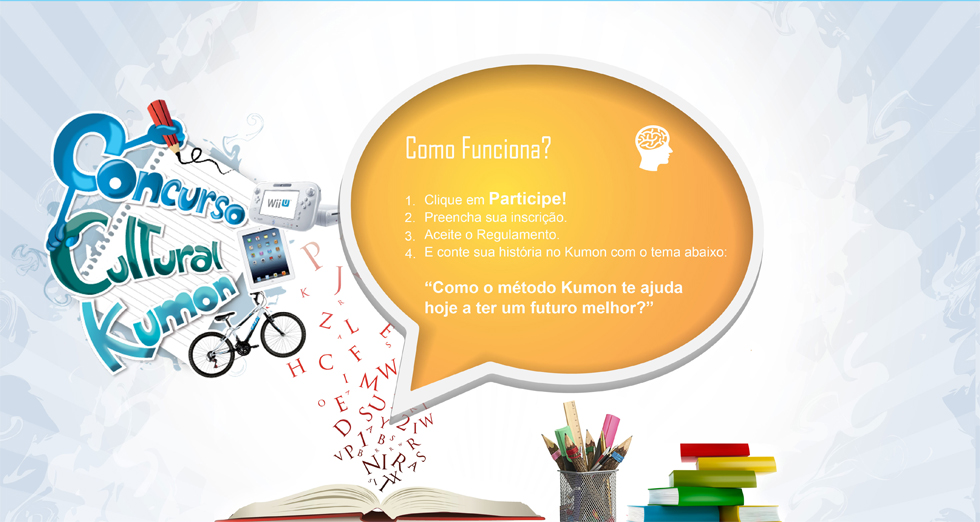 Concurso
Cultural
Kumon
Wii U
Como Funciona?
1. Clique em Participe!
2. Preencha sua inscrição.
3. Aceite o Regulamento.
4. E conte sua história no Kumon com o tema abaixo:
“Como o método Kumon te ajuda
hoje a ter um futuro melhor?”